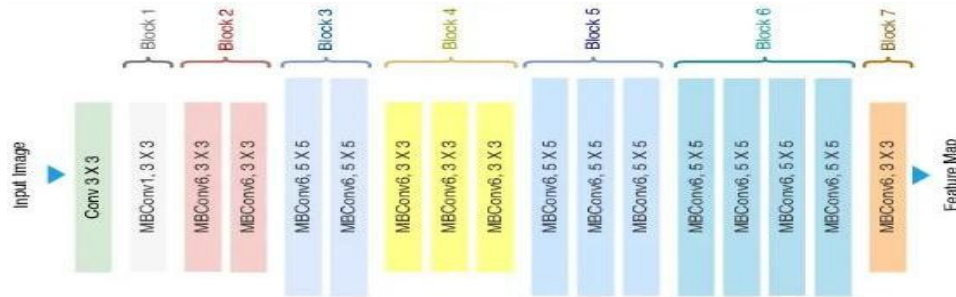 Input Image
Conv 3 X 3
Block 1
MBConv1, 3 X 3
Block 2
MBConv6, 3 X 3
MBConv6, 3 X 3
Block 3
MBConv6, 5 X 5
MBConv6, 5 X 5
Block 4
MBConv6, 3 X 3
MBConv6, 3 X 3
MBConv6, 3 X 3
Block 5
MBConv6, 5 X 5
MBConv6, 5 X 5
MBConv6, 5 X 5
Block 6
MBConv6, 5 X 5
MBConv6, 5 X 5
MBConv6, 5 X 5
MBConv6, 5 X 5
Block 7
MBConv6, 3 X 3
Feature Map